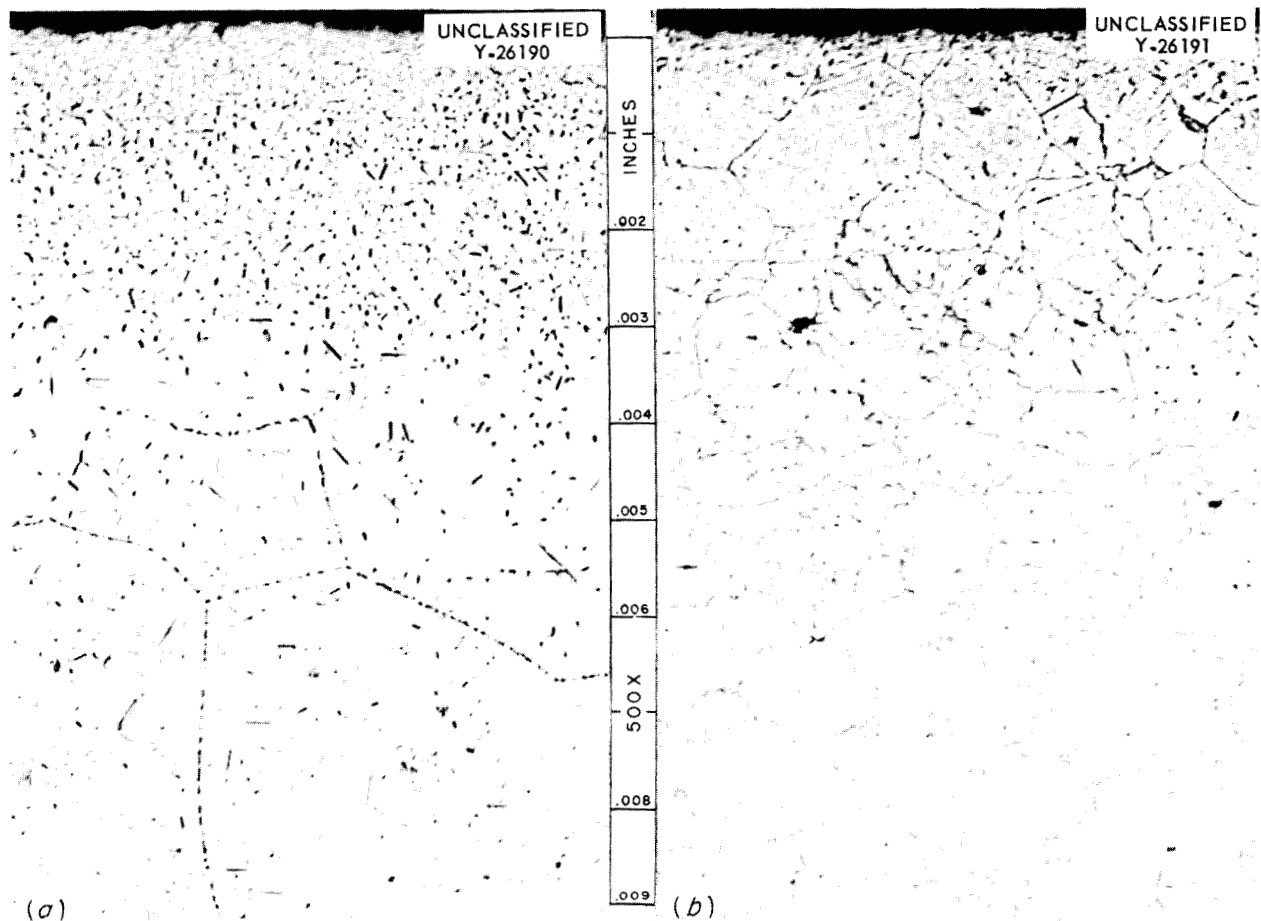 UNCLASSIFIED
Y-26190
UNCLASSIFIED
Y-26191
INCHES
.002
.003
.004
.005
.006
500X
.008
.009
(a)
(b)